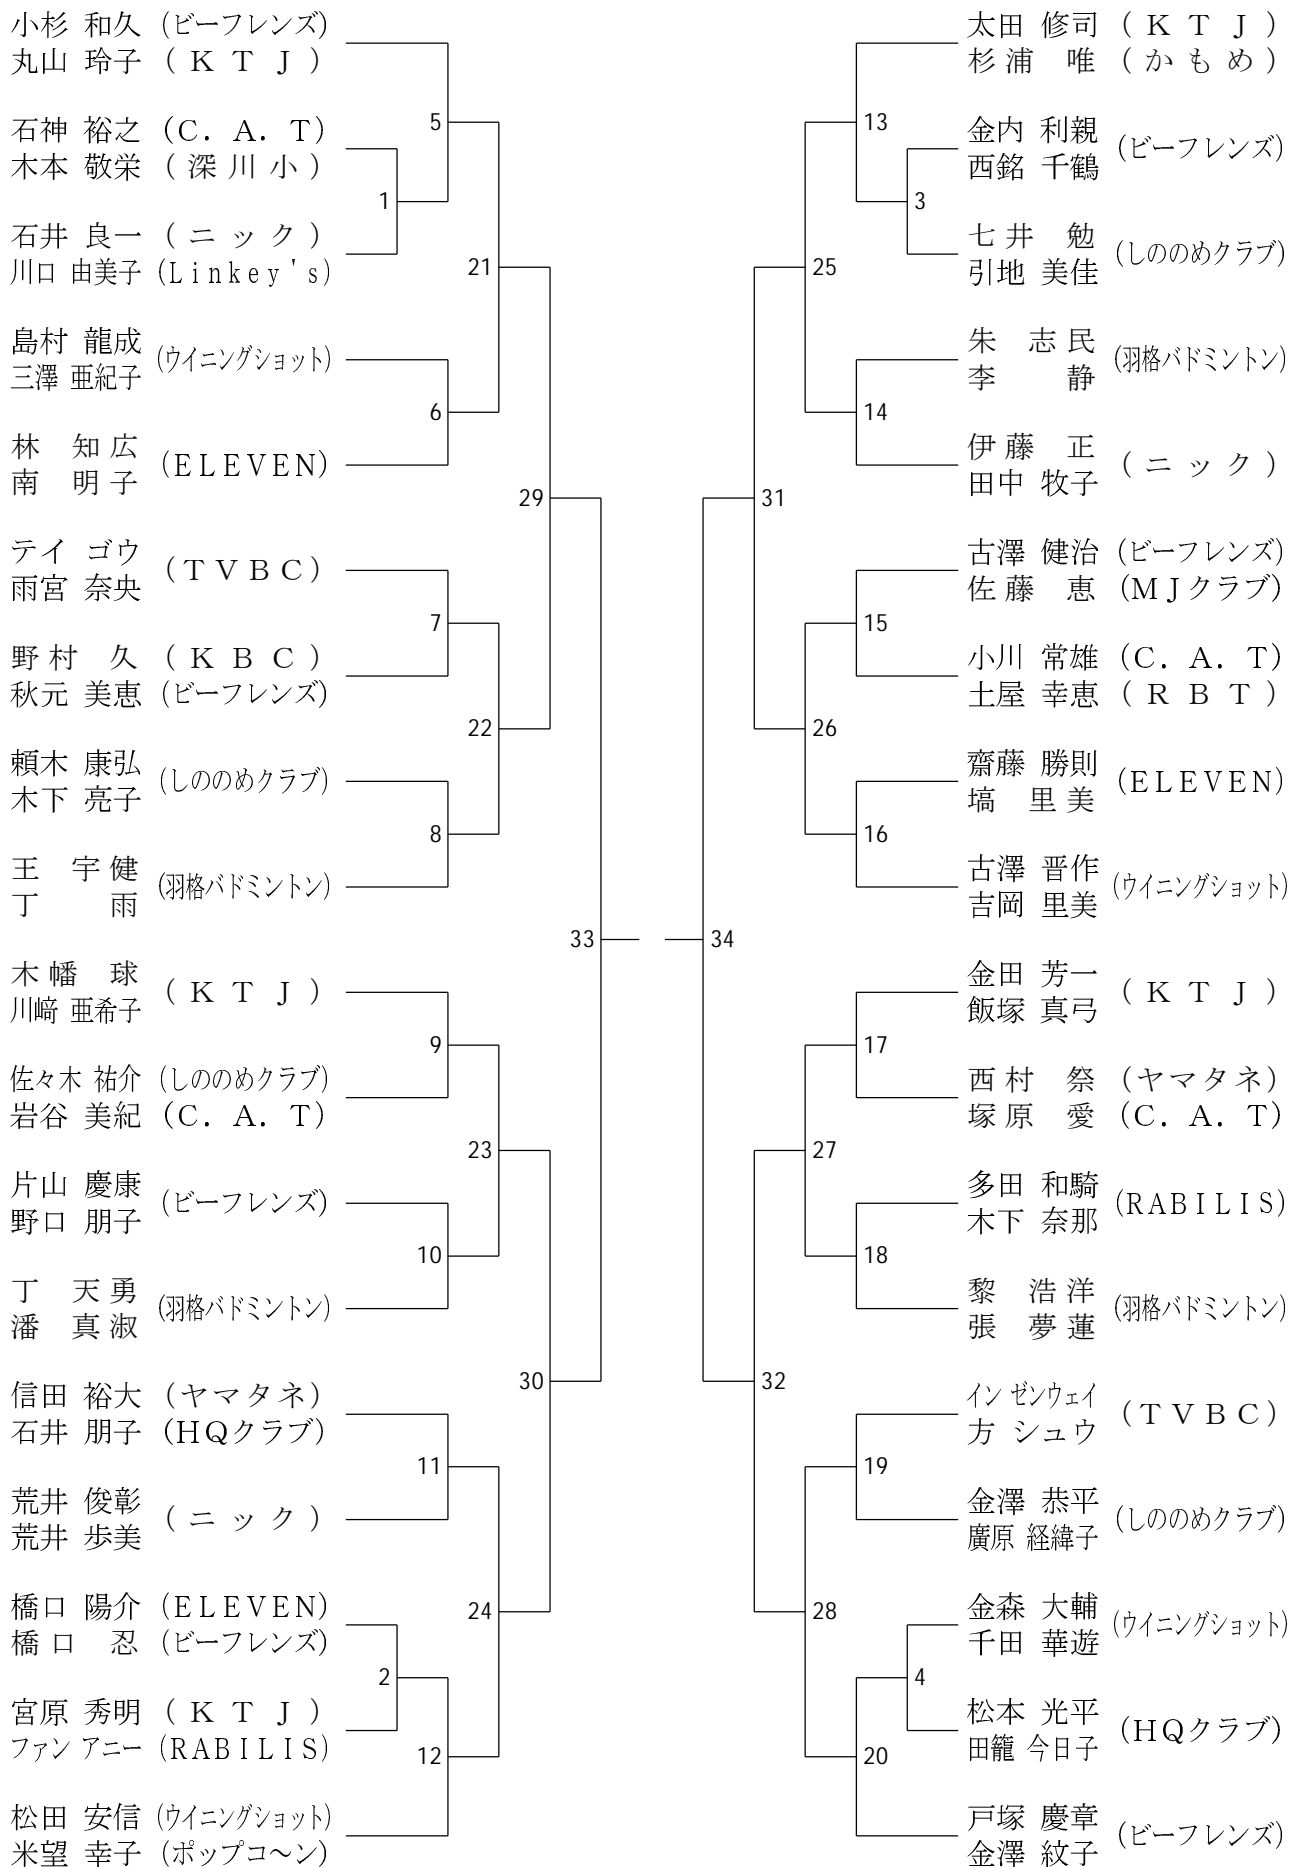 小杉 和久 (ビーフレンズ)
丸山 玲子 (KTJ)
5
石神 裕之 (C. A. T)
木本 敬栄 (深川小)
1
石井 良一 (ニック)
川口 由美子 (Linkey's)
21
島村 龍成 (ウイニングショット)
三澤 亜紀子
6
林 知広 (ELEVEN)
南 明子
29
テイ ゴウ (TVBC)
雨宮 奈央
7
野村 久 (KBC)
秋元 美恵 (ビーフレンズ)
22
頼木 康弘 (しののめクラブ)
木下 亮子
8
王 宇健 (羽格バドミントン)
丁 雨
33
木幡 球 (KTJ)
川﨑 亜希子
9
佐々木 祐介 (しののめクラブ)
岩谷 美紀 (C. A. T)
23
片山 慶康 (ビーフレンズ)
野口 朋子
10
丁 天勇 (羽格バドミントン)
潘 真淑
30
信田 裕大 (ヤマタネ)
石井 朋子 (HQクラブ)
11
荒井 俊彰 (ニック)
荒井 歩美
24
橋口 陽介 (ELEVEN)
橋口 忍 (ビーフレンズ)
2
宮原 秀明 (KTJ)
ファン アニー (RABILIS)
12
松田 安信 (ウイニングショット)
米望 幸子 (ポップコ～ン)
太田 修司 (KTJ)
杉浦 唯 (かもめ)
13
金内 利親 (ビーフレンズ)
西銘 千鶴
3
七井 勉 (しののめクラブ)
引地 美佳
25
朱 志民 (羽格バドミントン)
李 静
14
伊藤 正 (ニック)
田中 牧子
31
古澤 健治 (ビーフレンズ)
佐藤 恵 (MJクラブ)
15
小川 常雄 (C. A. T)
土屋 幸恵 (RBT)
26
齋藤 勝則 (ELEVEN)
塙 里美
16
古澤 晋作 (ウイニングショット)
吉岡 里美
34
金田 芳一 (KTJ)
飯塚 真弓
17
西村 祭 (ヤマタネ)
塚原 愛 (C. A. T)
27
多田 和騎 (RABILIS)
木下 奈那
18
黎 浩洋 (羽格バドミントン)
張 夢蓮
32
イン ゼンウェイ (TVBC)
方 シュウ
19
金澤 恭平 (しののめクラブ)
廣原 経緯子
28
金森 大輔 (ウイニングショット)
千田 華遊
4
松本 光平 (HQクラブ)
田籠 今日子
20
戸塚 慶章 (ビーフレンズ)
金澤 紋子